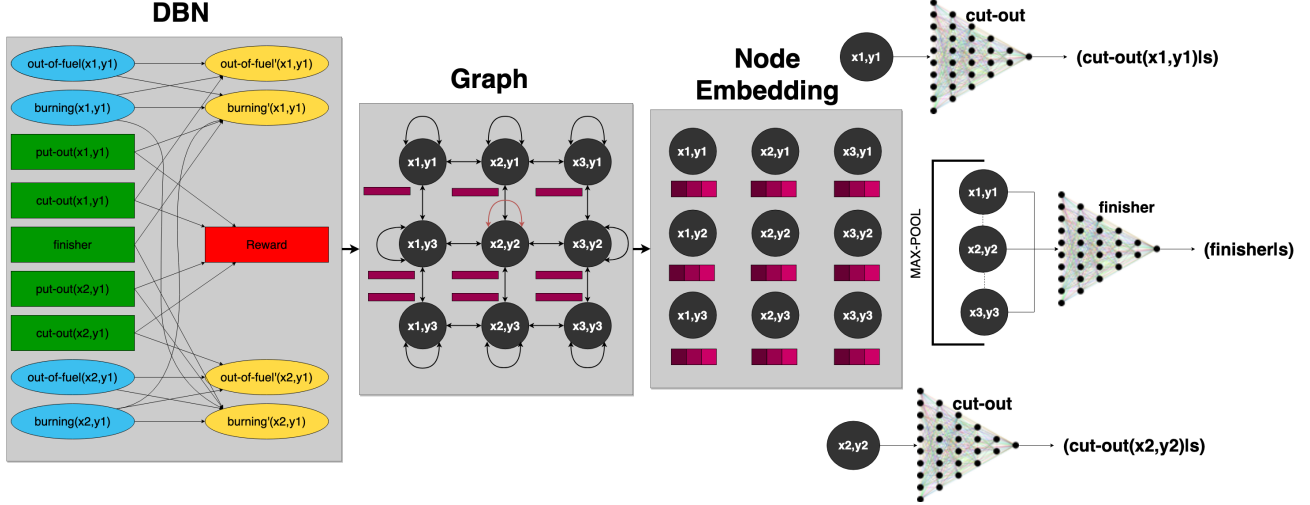 DBN
out-of-fuel(x1,y1)
out-of-fuel'(x1,y1)
burning(x1,y1)
burning'(x1,y1)
put-out(x1,y1)
cut-out(x1,y1)
finisher
Reward
put-out(x2,y1)
cut-out(x2,y1)
out-of-fuel(x2,y1)
out-of-fuel'(x2,y1)
burning(x2,y1)
burning'(x2,y1)
Graph
x1,y1
x2,y1
x3,y1
x1,y3
x2,y2
x3,y2
x1,y3
x2,y3
x3,y3
Node
Embedding
x1,y1
x2,y1
x3,y1
x1,y2
x2,y2
x3,y2
x1,y3
x2,y3
x3,y3
cut-out
x1,y1
(cut-out(x1,y1)|s)
MAX-POOL
x1,y1
x2,y2
x3,y3
finisher
(finisher|s)
cut-out
x2,y2
(cut-out(x2,y2)|s)